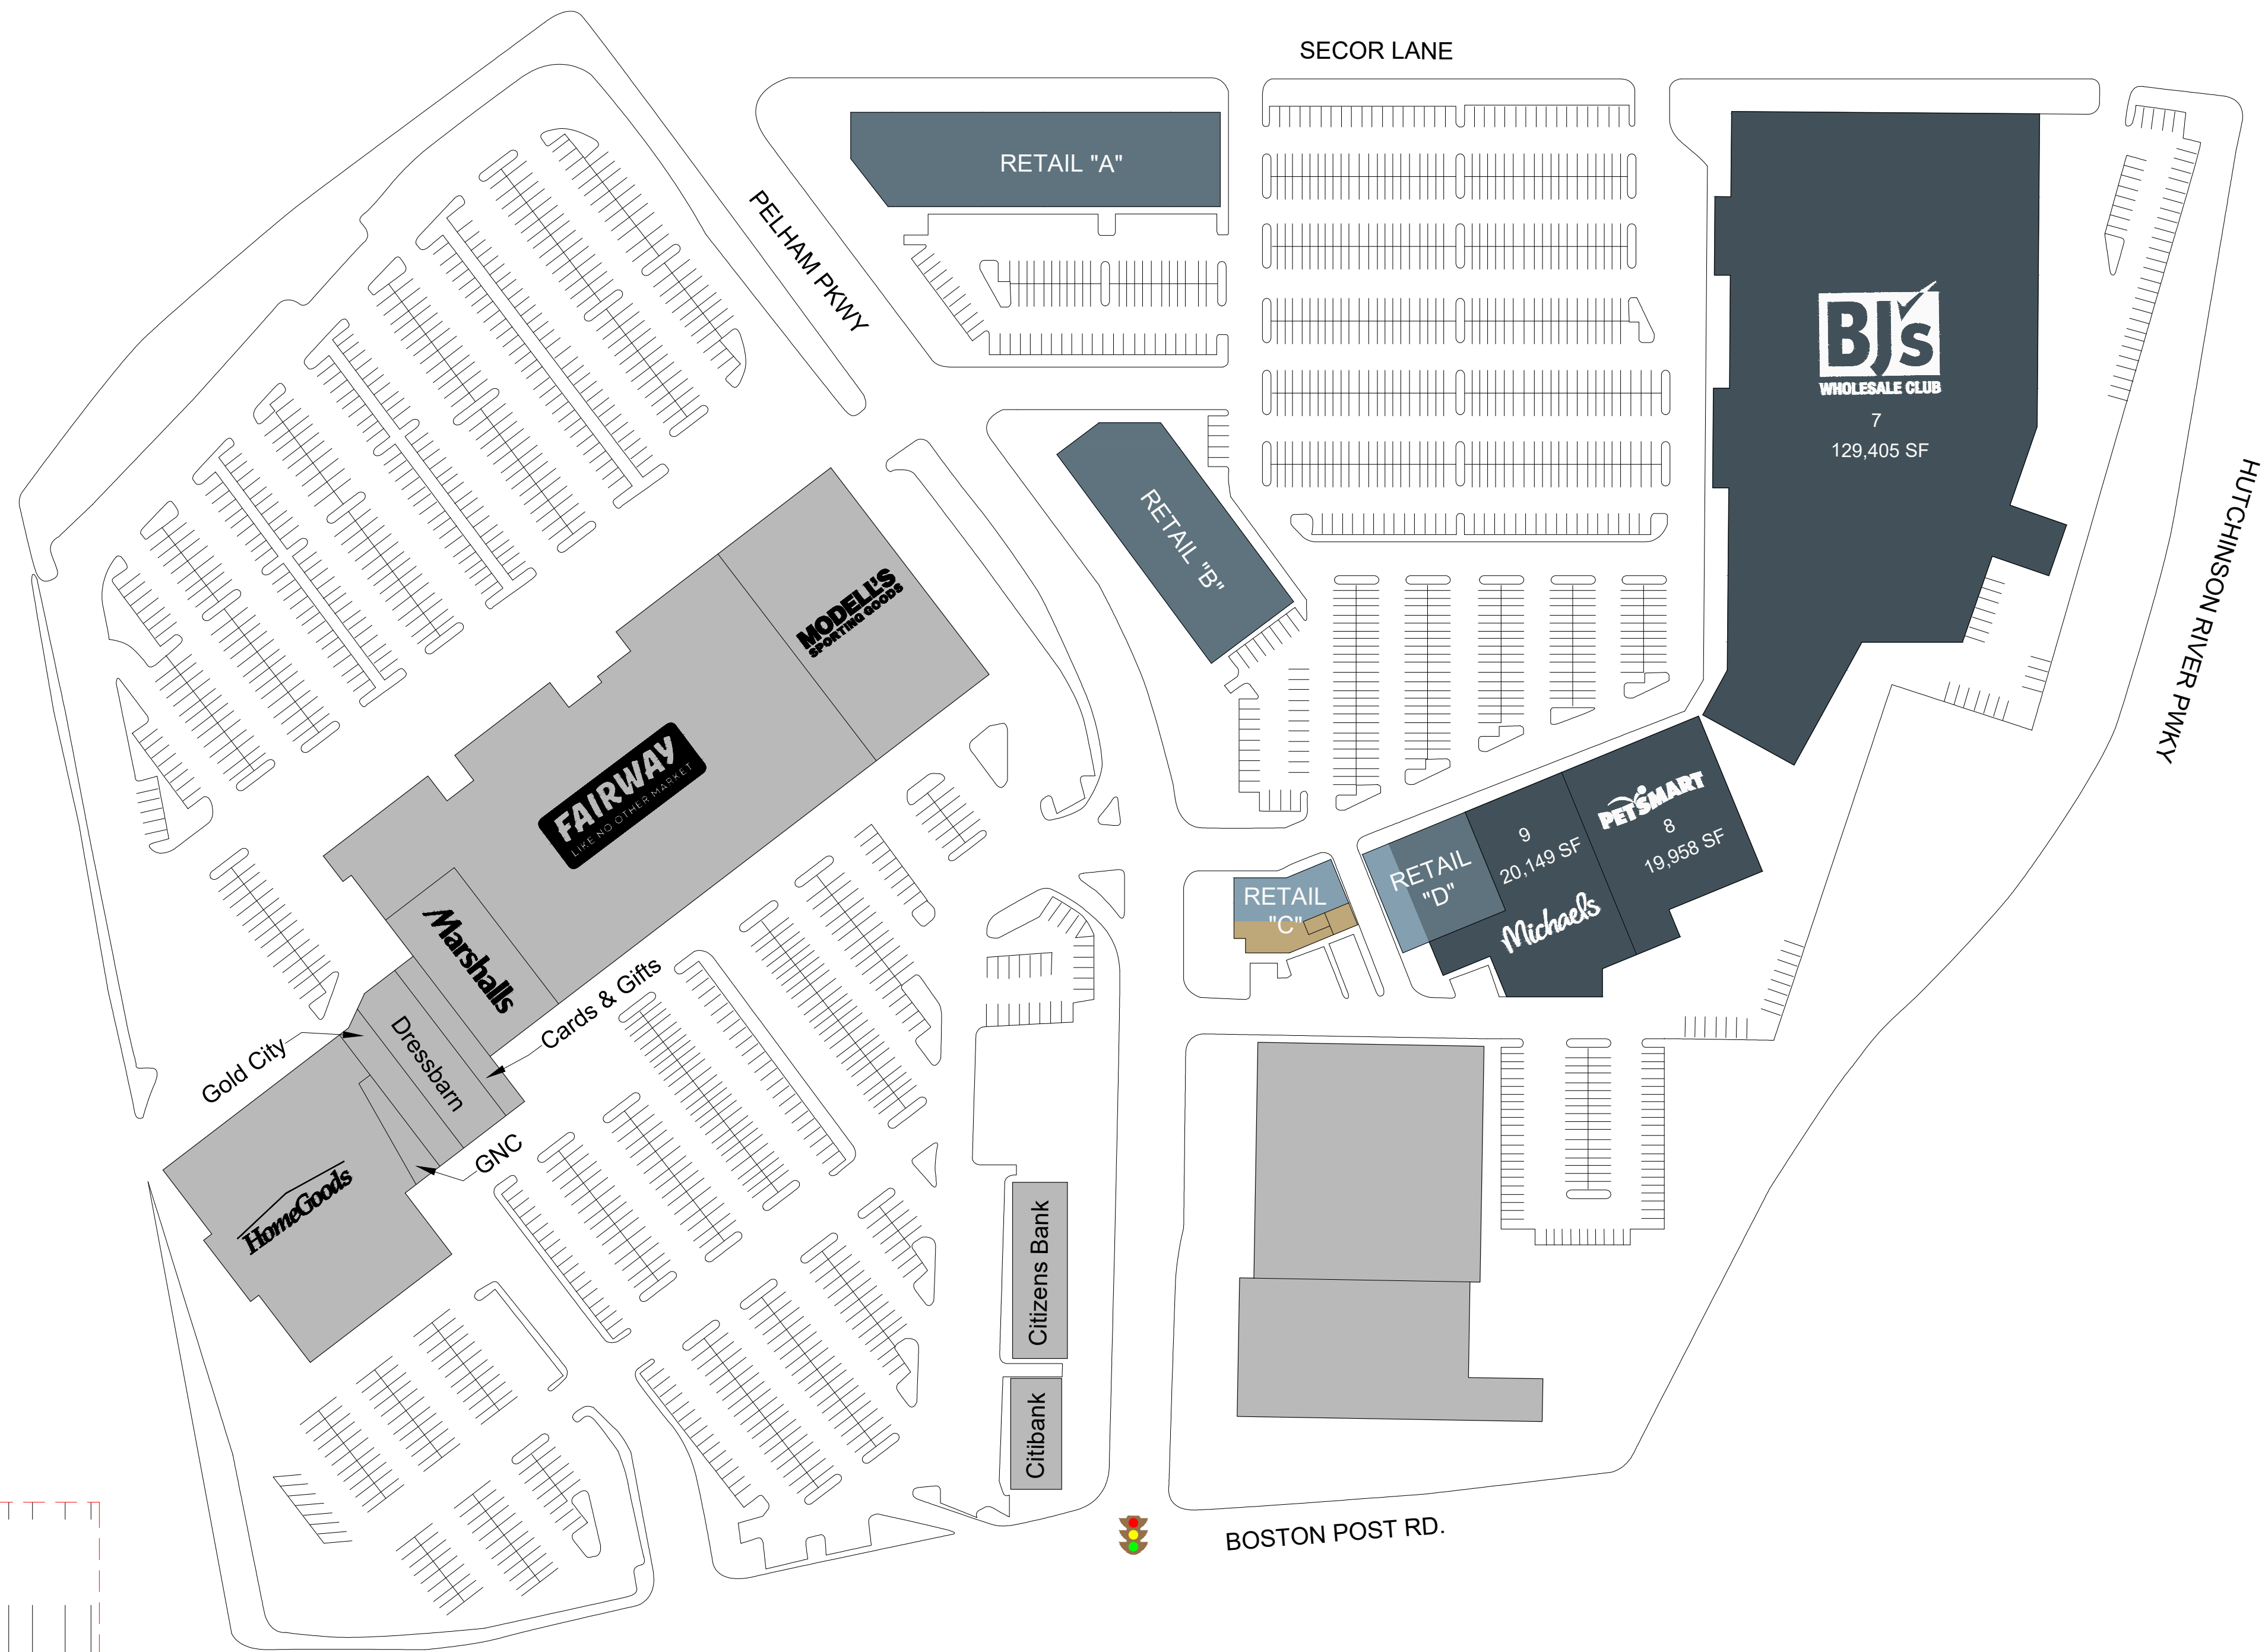 SECOR LANE
RETAIL "A"
PELHAM PKWY
BJ's
WHOLESALE CLUB
7
129,405 SF
HUTCHINSON RIVER PWKY
RETAIL "B"
MODELL'S
SPORTING GOODS
FAIRWAY
LIKE NO OTHER MARKET
PETSMART
8
19,958 SF
9
20,149 SF
Michaels
RETAIL
"D"
RETAIL
"C"
Marshalls
Cards & Gifts
Dressbarn
Gold City
GNC
HomeGoods
Citizens Bank
Citibank
BOSTON POST RD.